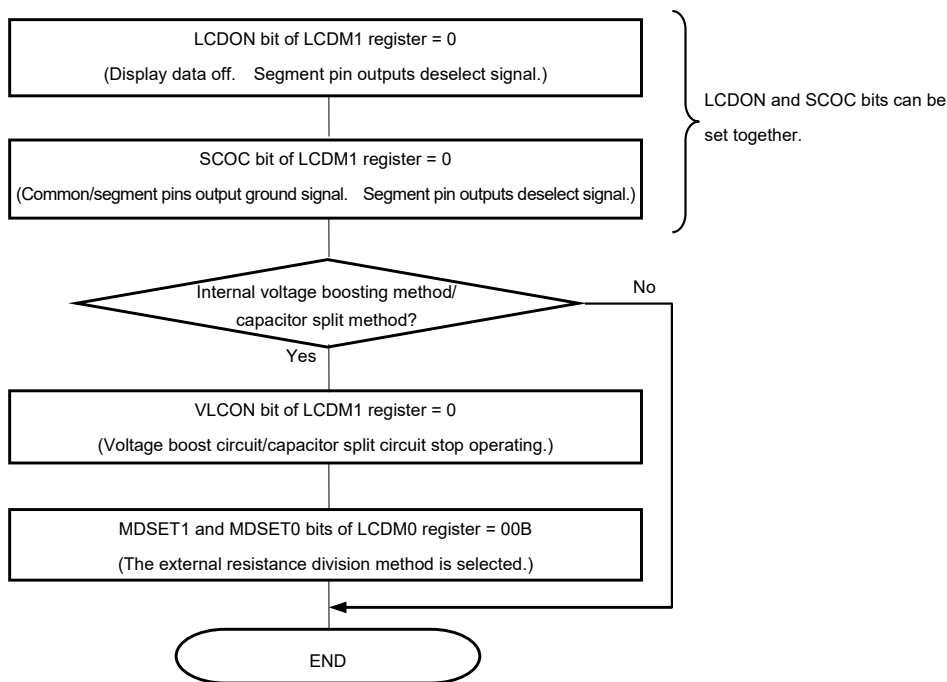 LCDON bit of LCDM1 register = 0
(Display data off. Segment pin outputs deselect signal.)
LCDON and SCOC bits can be
set together.
SCOC bit of LCDM1 register = 0
(Common/segment pins output ground signal. Segment pin outputs deselect signal.)
Internal voltage boosting method/
capacitor split method?
No
Yes
VLCON bit of LCDM1 register = 0
(Voltage boost circuit/capacitor split circuit stop operating.)
MDSET1 and MDSET0 bits of LCDM0 register = 00B
(The external resistance division method is selected.)
END